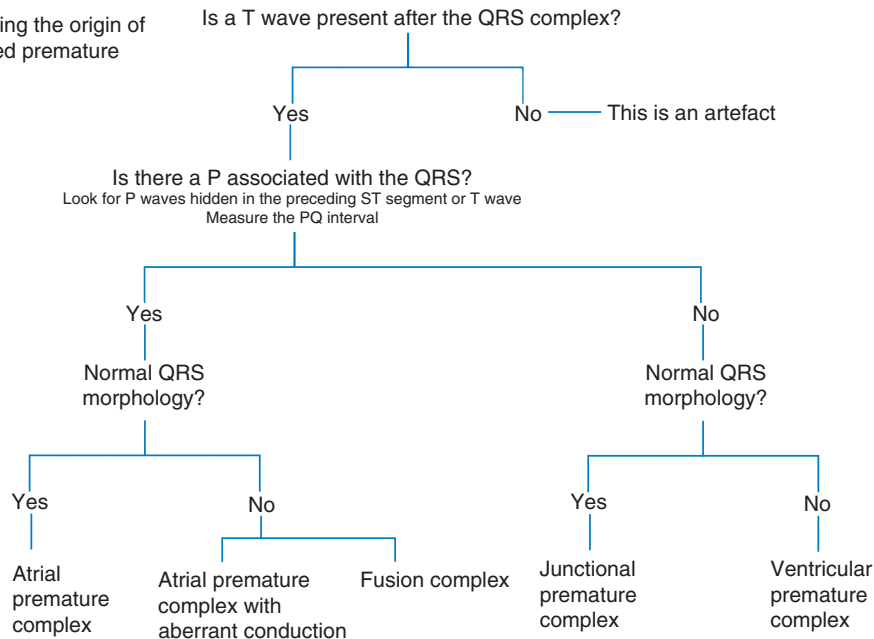 ing the origin of
ed premature
Is a T wave present after the QRS complex?
Yes
No
This is an artefact
Is there a P associated with the QRS?
Look for P waves hidden in the preceding ST segment or T wave
Measure the PQ interval
Yes
No
Normal QRS
morphology?
Normal QRS
morphology?
Yes
No
Yes
No
Atrial
premature
complex
Atrial premature
complex with
aberrant conduction
Fusion complex
Junctional
premature
complex
Ventricular
premature
complex